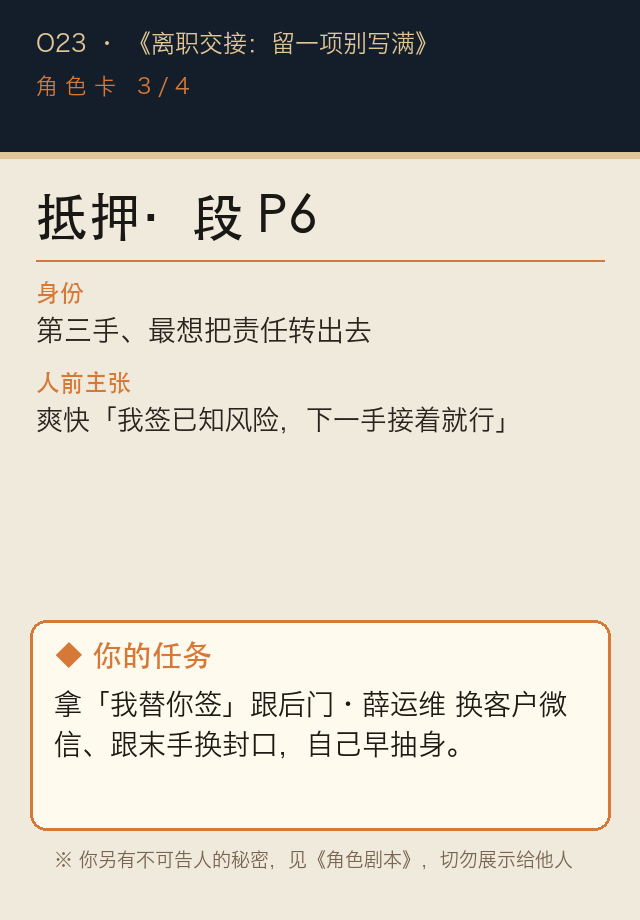 O23 · 《离职交接：留一项别写满》
角色卡 3/4
抵押· 段 P6
身份
第三手、最想把责任转出去
人前主张
爽快「我签已知风险，下一手接着就行」
◆ 你的任务
拿「我替你签」跟后门·薛运维 换客户微
信、跟末手换封口，自己早抽身。
※ 你另有不可告人的秘密，见《角色剧本》，切勿展示给他人